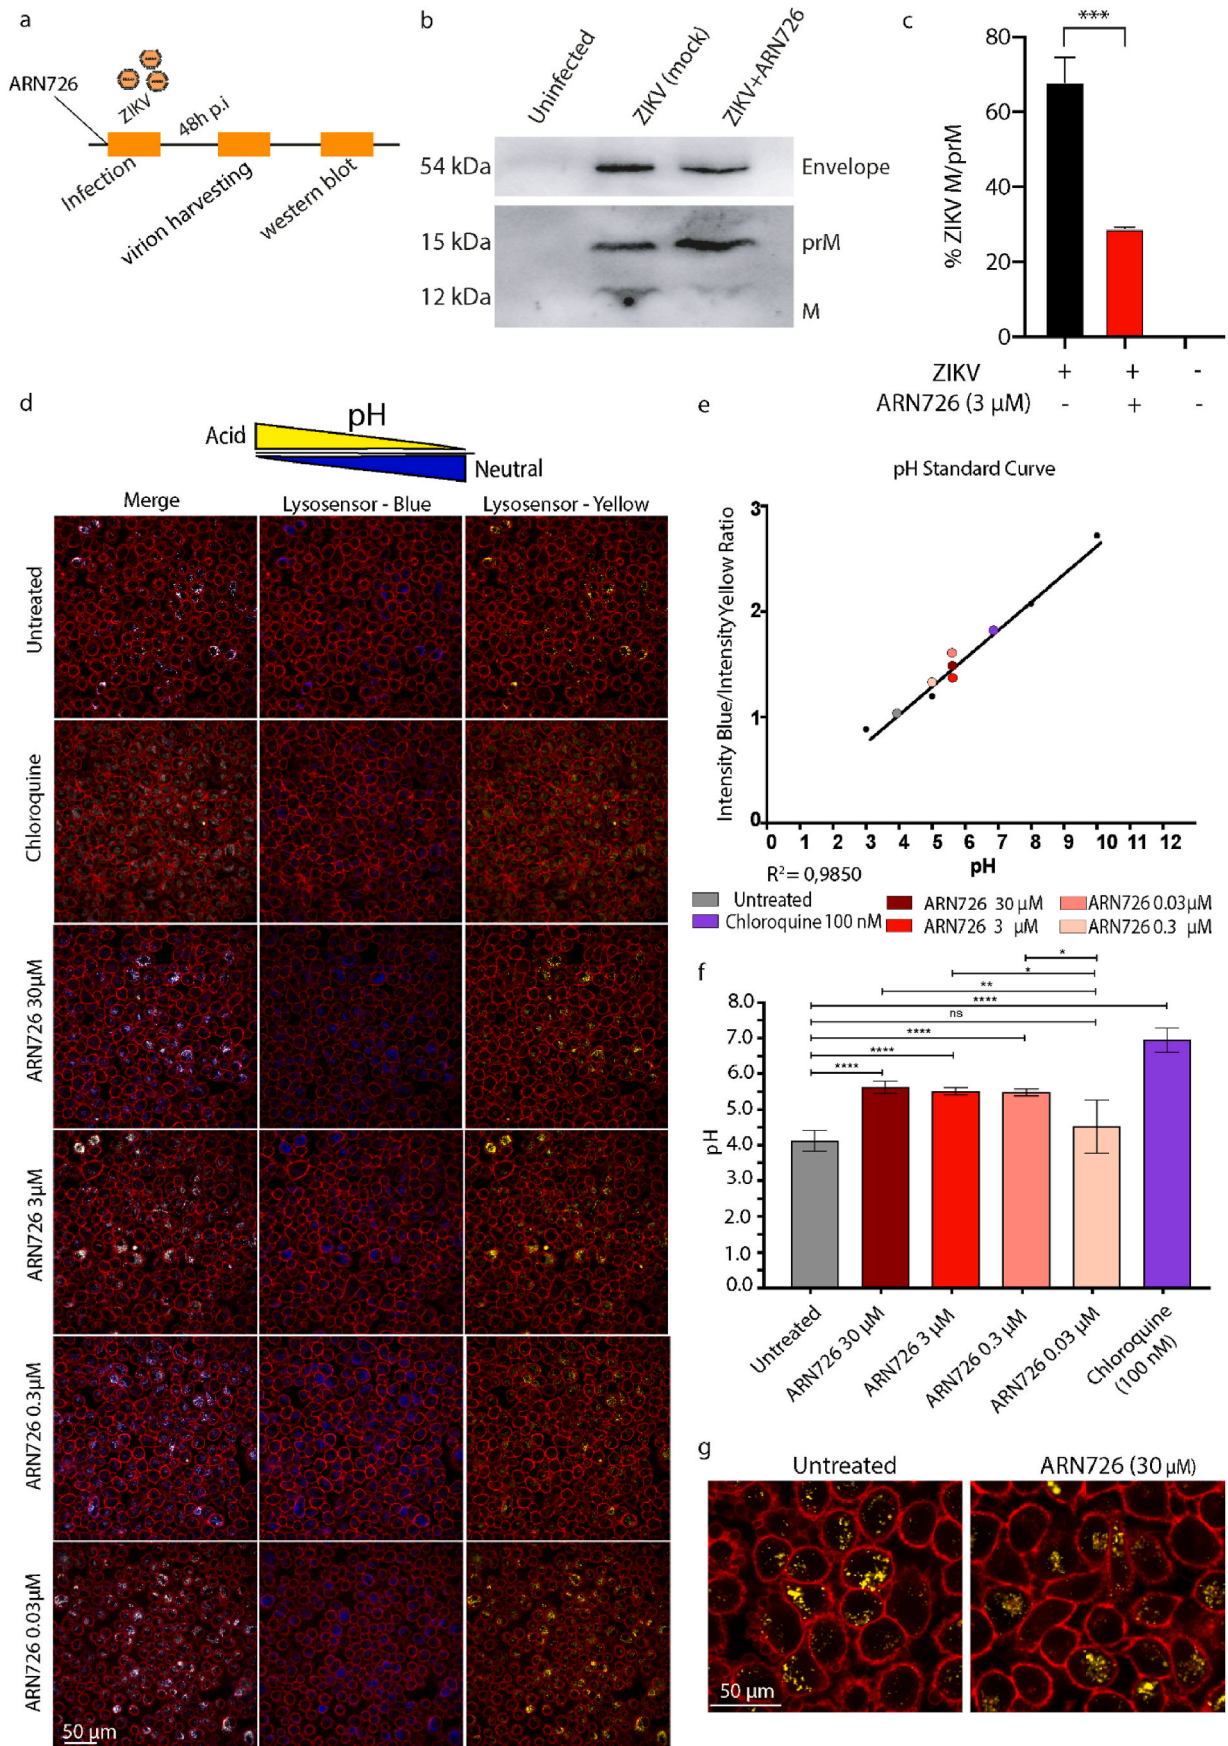 a
ARN726
ZIKV
48h p.i
Infection
virion harvesting
western blot
b
Uninfected
ZIKV (mock)
ZIKV+ARN726
54 kDa
Envelope
15 kDa
prM
12 kDa
M
c
***
% ZIKV M/prM
80
60
40
20
0
ZIKV + + -
ARN726 (3 μM) - + -
d
pH
Acid
Neutral
Merge
Lysosensor - Blue
Lysosensor - Yellow
Untreated
Chloroquine
ARN726 30μM
ARN726 3μM
ARN726 0.3μM
ARN726 0.03μM
50 μm
e
pH Standard Curve
Intensity Blue/Intensity Yellow Ratio
3
2
1
0
0 1 2 3 4 5 6 7 8 9 10 11 12
pH
R²= 0,9850
Untreated
Chloroquine 100 nM
ARN726 30 μM
ARN726 3 μM
ARN726 0.03μM
ARN726 0.3 μM
f
*
*
**
****
ns
****
****
****
pH
8.0
7.0
6.0
5.0
4.0
3.0
2.0
1.0
0.0
Untreated
ARN726 30 μM
ARN726 3 μM
ARN726 0.3 μM
ARN726 0.03 μM
Chloroquine
(100 nM)
g
Untreated
ARN726 (30 μM)
50 μm